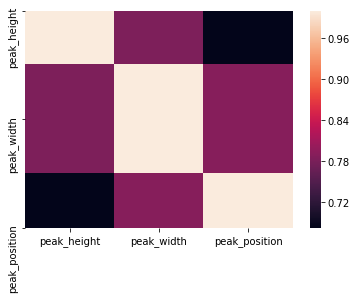 peak_height
peak_width
peak_position
peak_height
peak_width
peak_position
0.96
0.90
0.84
0.78
0.72